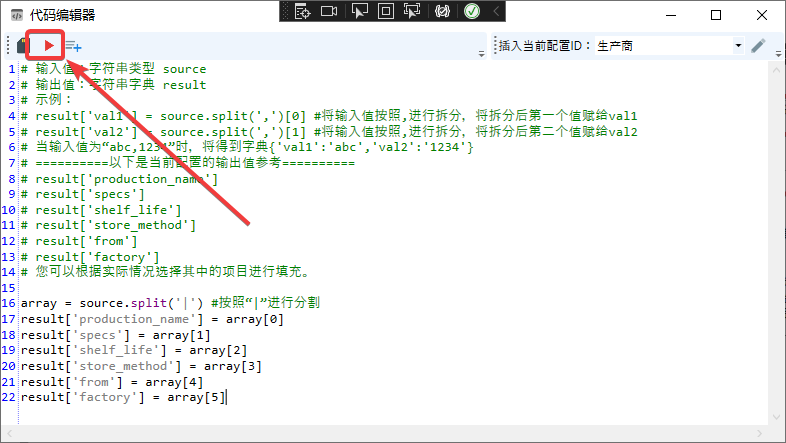 代码编辑器
插入当前配置ID： 生产商
1 # 输入值：字符串类型 source
2 # 输出值：字符串字典 result
3 # 示例：
4 # result['val1'] = source.split(',')[0] #将输入值按照,进行拆分，将拆分后第一个值赋给val1
5 # result['val2'] = source.split(',')[1] #将输入值按照,进行拆分，将拆分后第二个值赋给val2
6 # 当输入值为“abc,1234”时，将得到字典{'val1':'abc','val2':'1234'}
7 # ==========以下是当前配置的输出值参考==========
8 # result['production_name']
9 # result['specs']
10 # result['shelf_life']
11 # result['store_method']
12 # result['from']
13 # result['factory']
14 # 您可以根据实际情况选择其中的项目进行填充。
15
16 array = source.split('|') #按照“|”进行分割
17 result['production_name'] = array[0]
18 result['specs'] = array[1]
19 result['shelf_life'] = array[2]
20 result['store_method'] = array[3]
21 result['from'] = array[4]
22 result['factory'] = array[5]